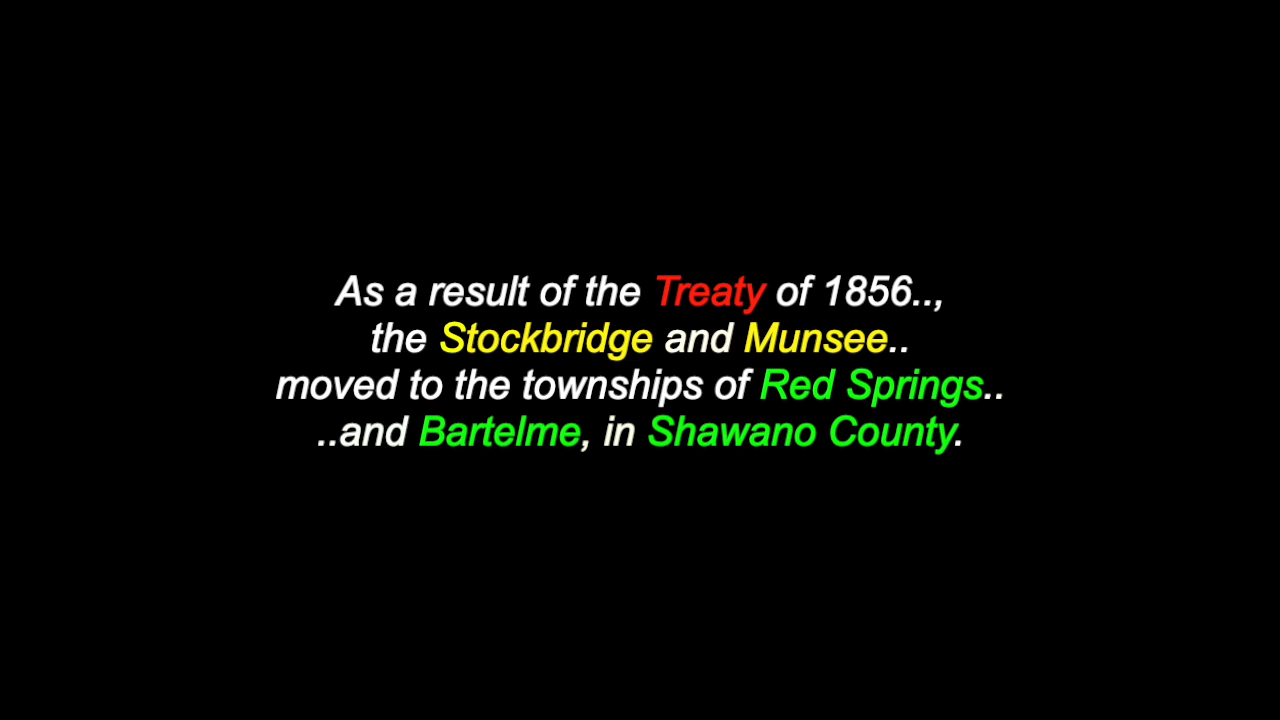 As a result of the Treaty of 1856..,
the Stockbridge and Munsee..
moved to the townships of Red Springs..
..and Bartelme, in Shawano County.